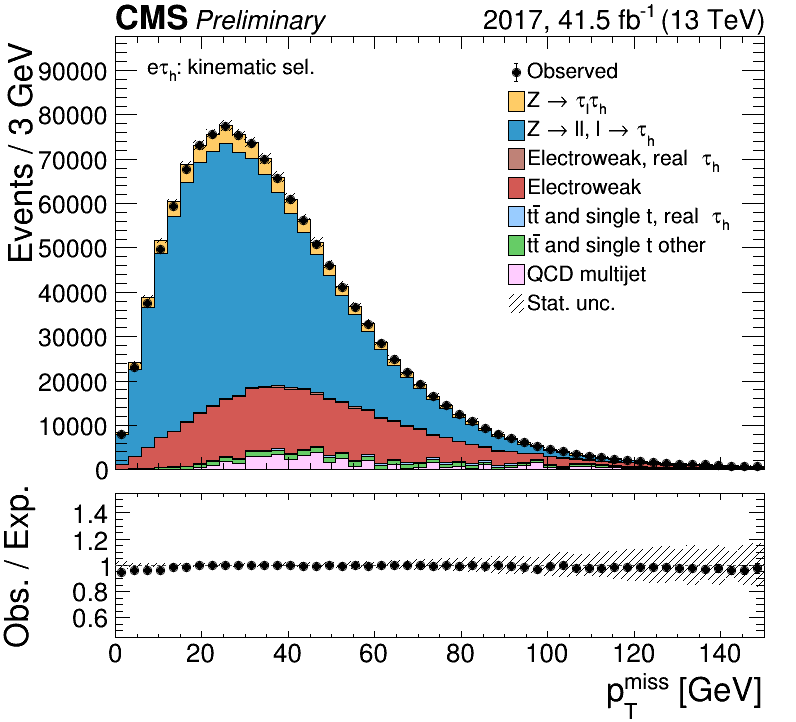 CMS Preliminary 2017, 41.5 fb⁻¹ (13 TeV)
Events / 3 GeV
eτₕ: kinematic sel.
Observed
Z → τₗτₕ
Z → ll, l → τₕ
Electroweak, real τₕ
Electroweak
tt̄ and single t, real τₕ
tt̄ and single t other
QCD multijet
Stat. unc.
90000
80000
70000
60000
50000
40000
30000
20000
10000
0
Obs. / Exp.
1.4
1.2
1
0.8
0.6
0 20 40 60 80 100 120 140
p_T^miss [GeV]